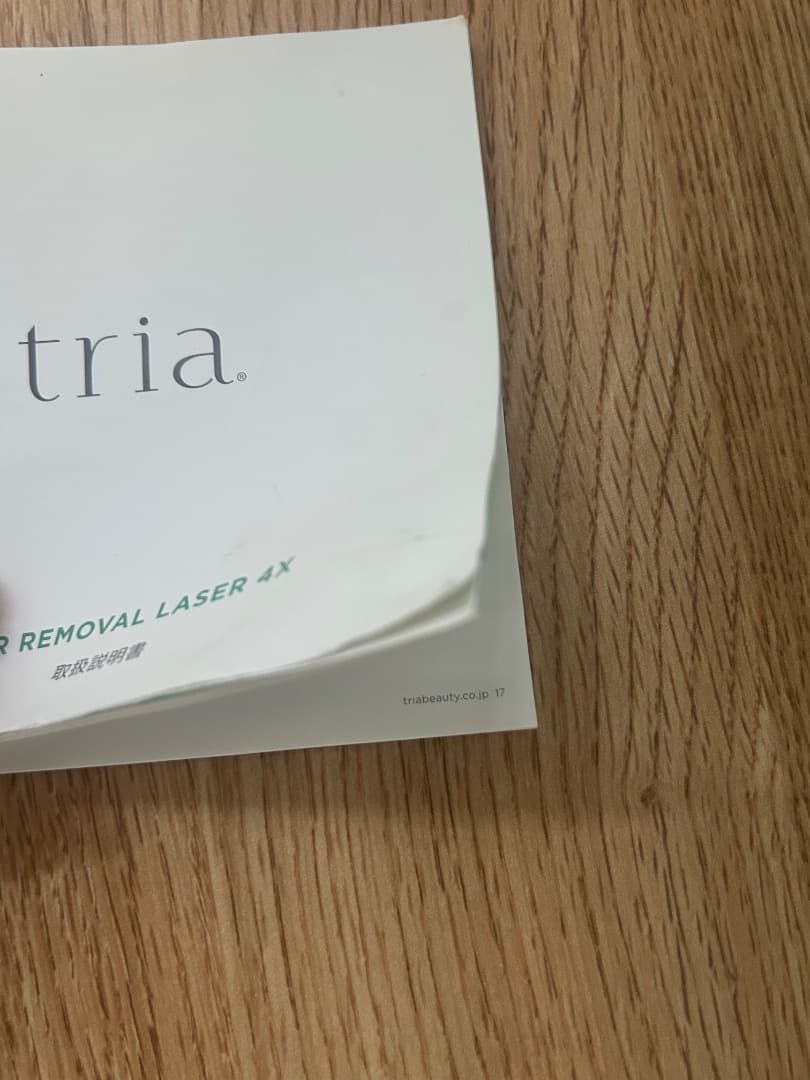 tria®
R REMOVAL LASER 4X
取扱説明書
triabeauty.co.jp 17